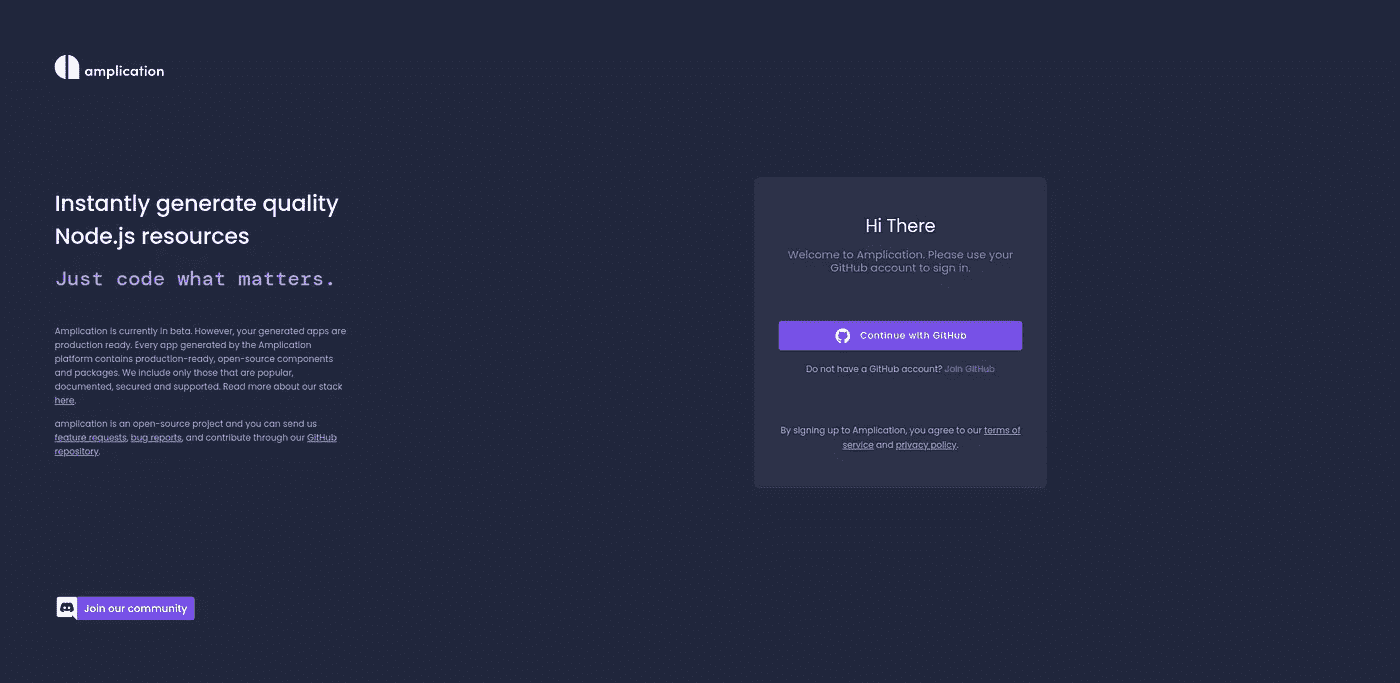 amplication
Instantly generate quality
Node.js resources
Just code what matters.
Amplication is currently in beta. However, your generated apps are
production ready. Every app generated by the Amplication
platform contains production-ready, open-source components
and packages. We include only those that are popular,
documented, secured and supported. Read more about our stack
here.
amplication is an open-source project and you can send us
feature requests, bug reports, and contribute through our GitHub
repository.
Join our community
Hi There
Welcome to Amplication. Please use your
GitHub account to sign in.
Continue with GitHub
Do not have a GitHub account? Join GitHub
By signing up to Amplication, you agree to our terms of
service and privacy policy.